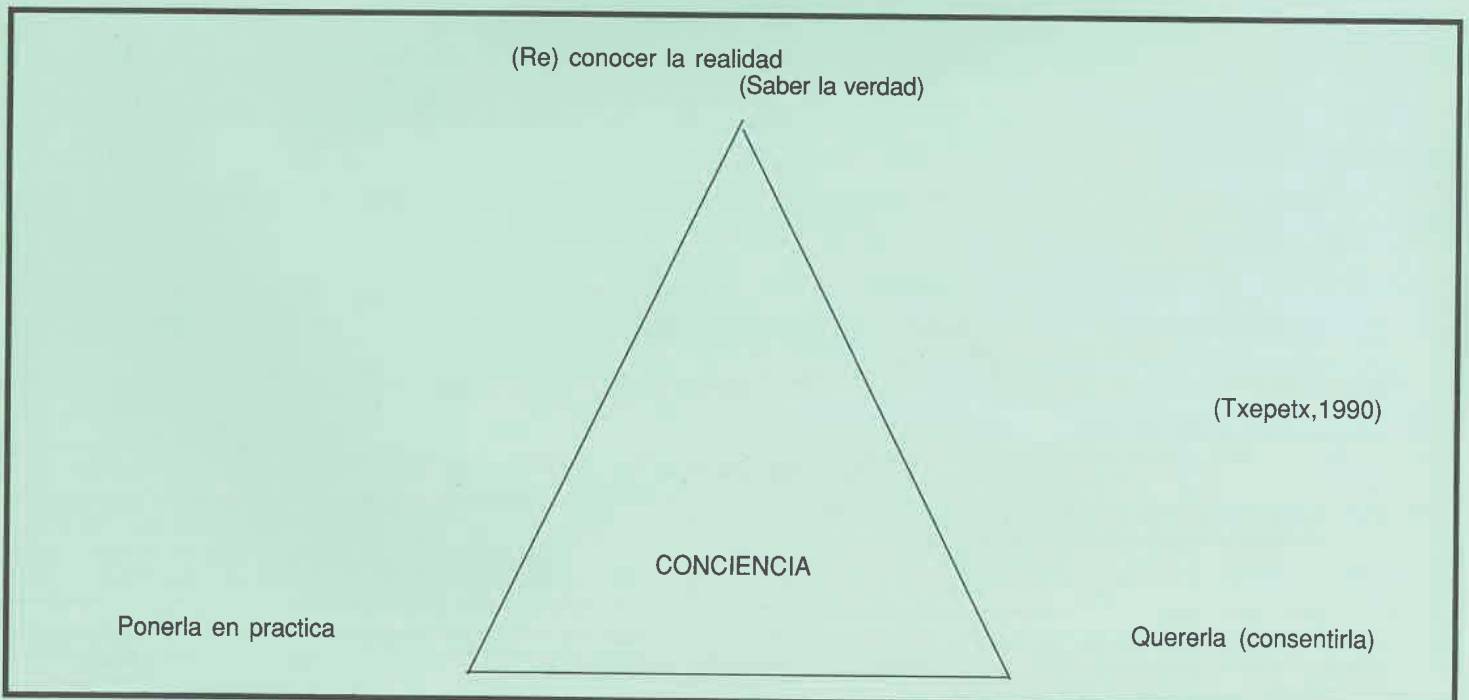 (Re) conocer la realidad
(Saber la verdad)
(Txepetx,1990)
CONCIENCIA
Ponerla en practica
Quererla (consentirla)